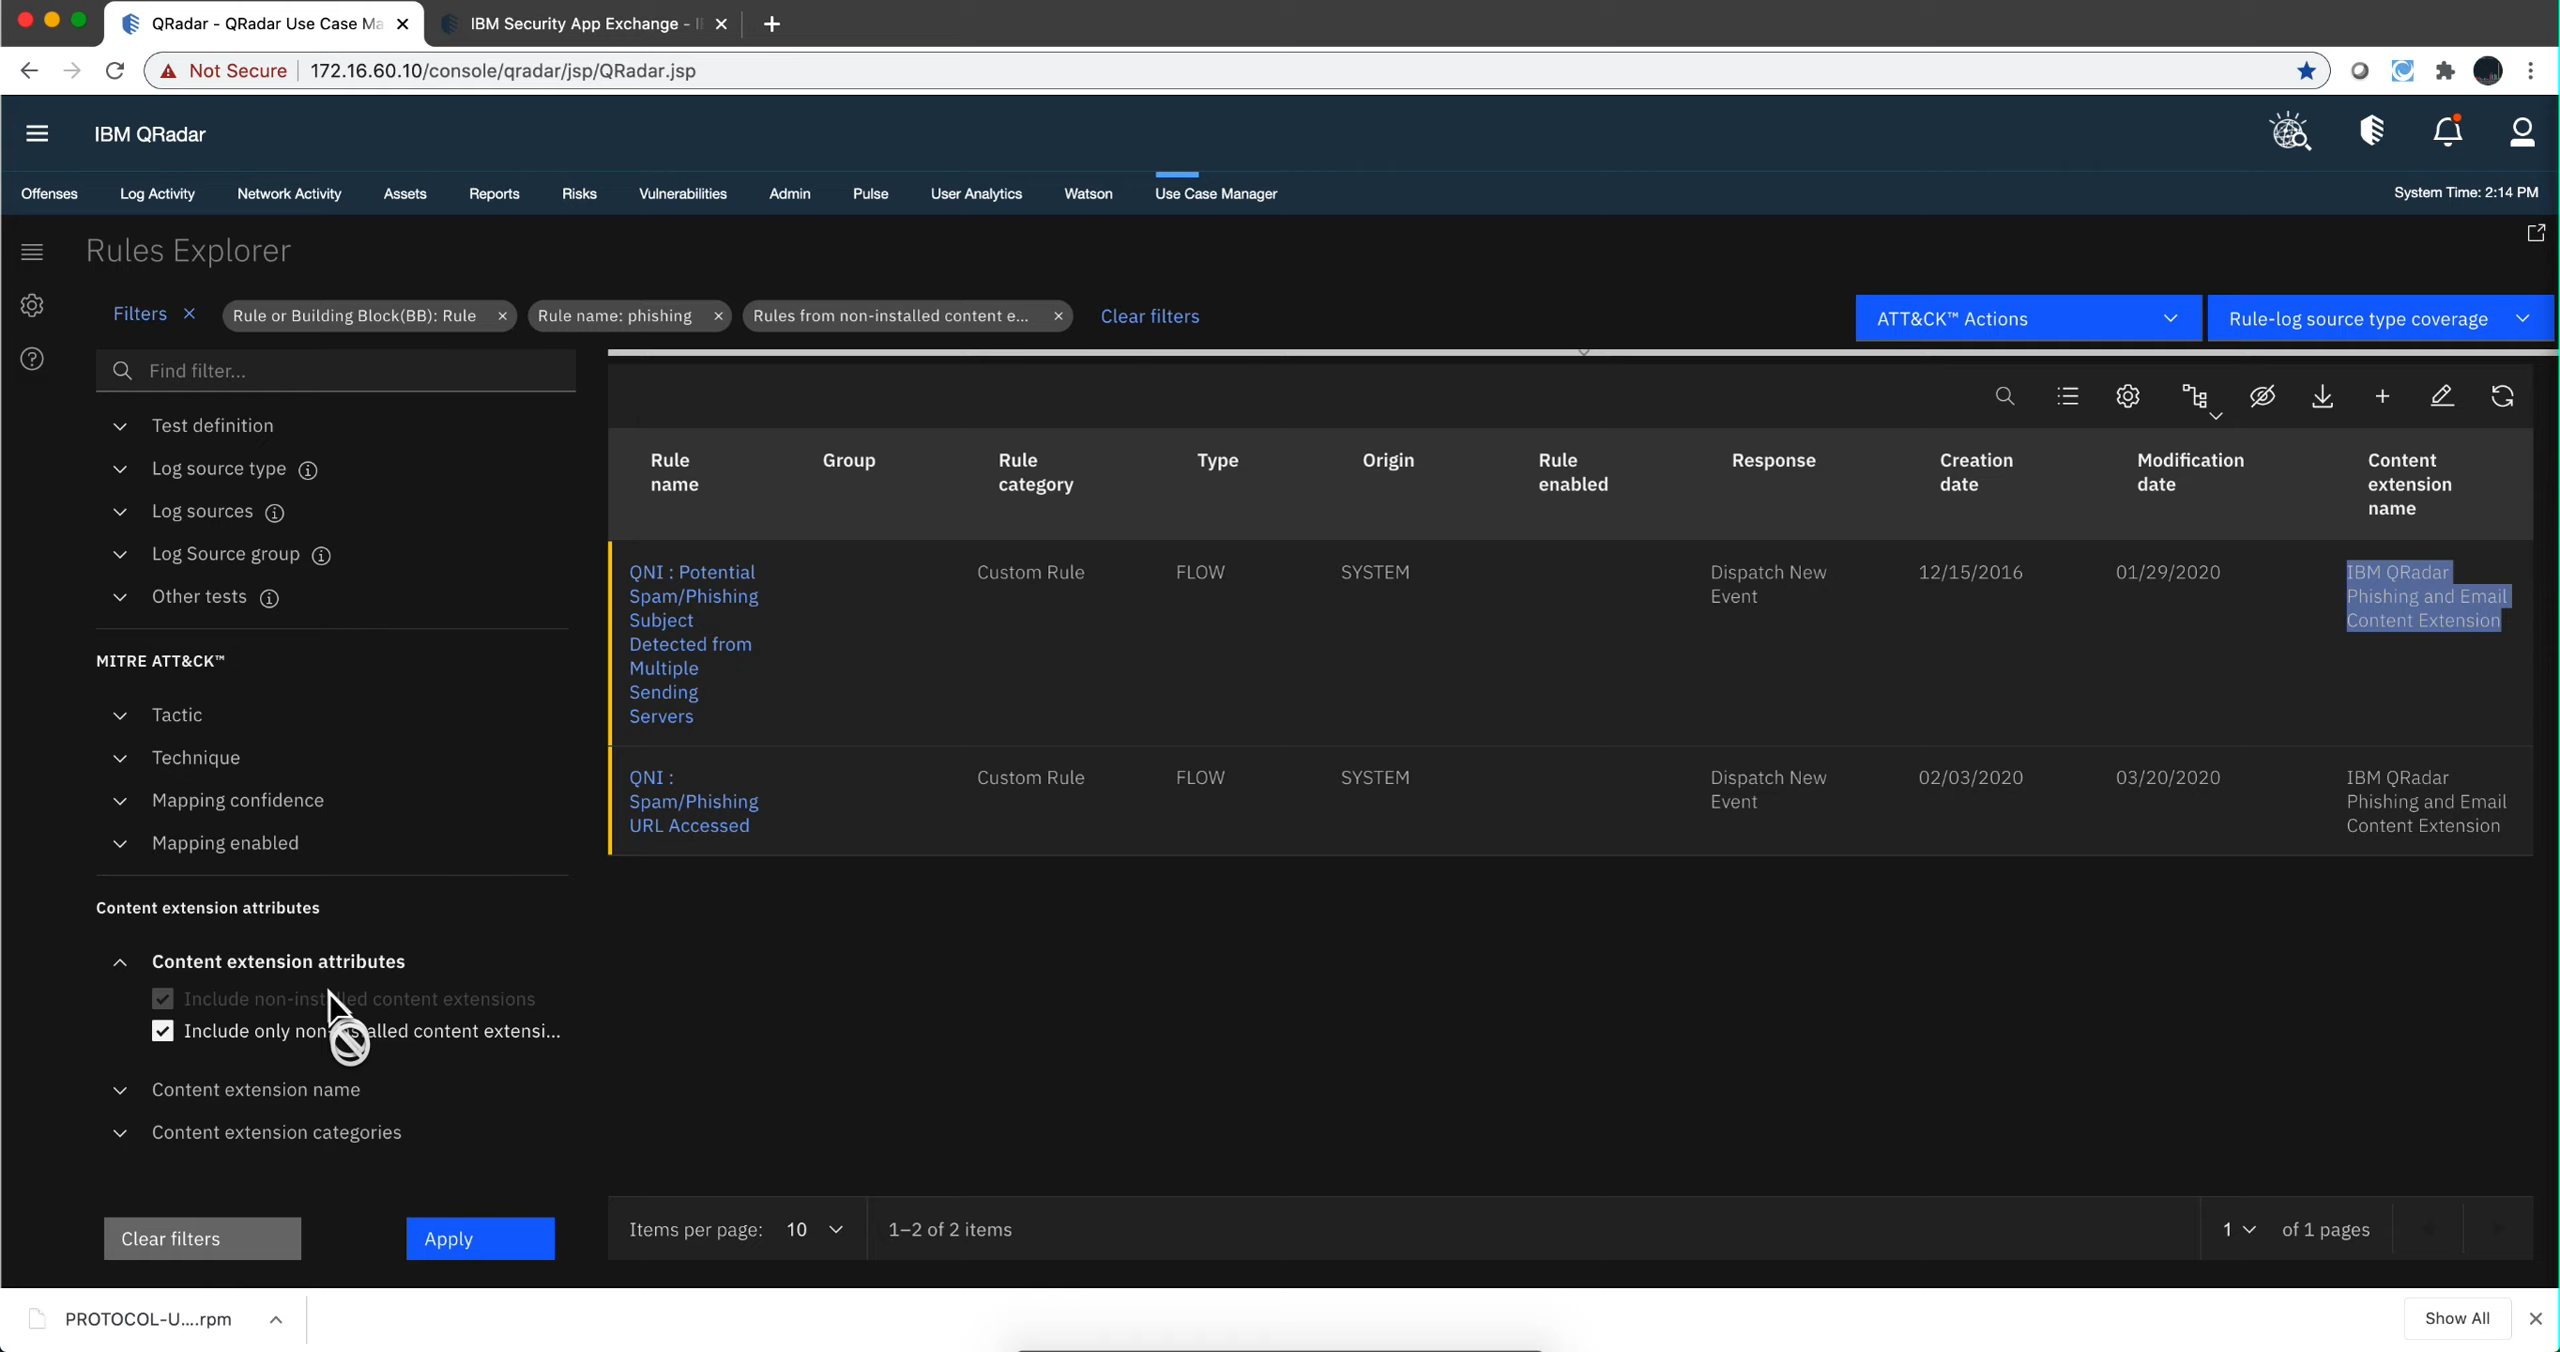 QRadar - QRadar Use Case Ma
IBM Security App Exchange - I
Not Secure
172.16.60.10/console/qradar/jsp/QRadar.jsp
IBM QRadar
Offenses
Log Activity
Network Activity
Assets
Reports
Risks
Vulnerabilities
Admin
Pulse
User Analytics
Watson
Use Case Manager
System Time: 2:14 PM
Rules Explorer
Filters
Rule or Building Block(BB): Rule
Rule name: phishing
Rules from non-installed content e...
Clear filters
ATT&CK™ Actions
Rule-log source type coverage
Find filter...
Test definition
Log source type
Log sources
Log Source group
Other tests
MITRE ATT&CK™
Tactic
Technique
Mapping confidence
Mapping enabled
Content extension attributes
Content extension attributes
Include non-installed content extensions
Include only non-installed content extensi...
Content extension name
Content extension categories
Clear filters
Apply
Rule
name
Group
Rule
category
Type
Origin
Rule
enabled
Response
Creation
date
Modification
date
Content
extension
name
QNI : Potential
Spam/Phishing
Subject
Detected from
Multiple
Sending
Servers
Custom Rule
FLOW
SYSTEM
Dispatch New
Event
12/15/2016
01/29/2020
IBM QRadar
Phishing and Email
Content Extension
QNI :
Spam/Phishing
URL Accessed
Custom Rule
FLOW
SYSTEM
Dispatch New
Event
02/03/2020
03/20/2020
IBM QRadar
Phishing and Email
Content Extension
Items per page: 10
1–2 of 2 items
1
of 1 pages
PROTOCOL-U....rpm
Show All